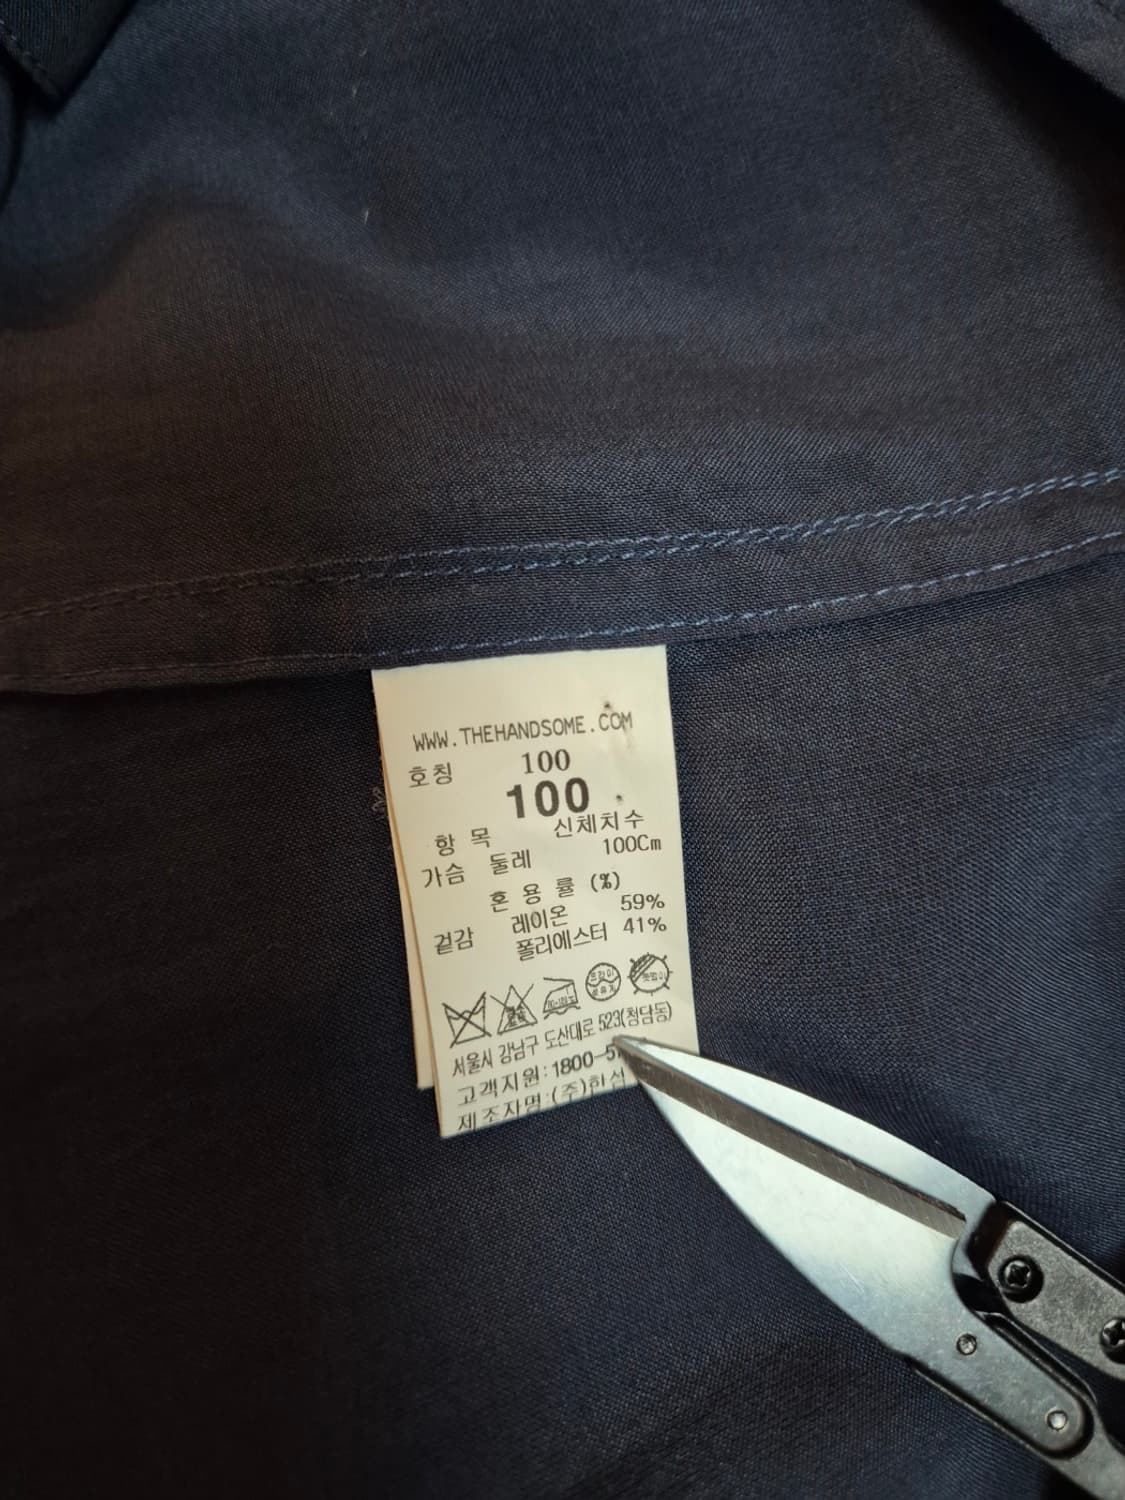 WWW.THEHANDSOME.COM
호칭 100
100
항 목 신체치수
가슴 둘레 100Cm
혼 용 률 (%)
겉감 레이온 59%
폴리에스터 41%
서울시 강남구 도산대로 523(청담동)
고객지원:1800-5
제조자명:(주)한섬